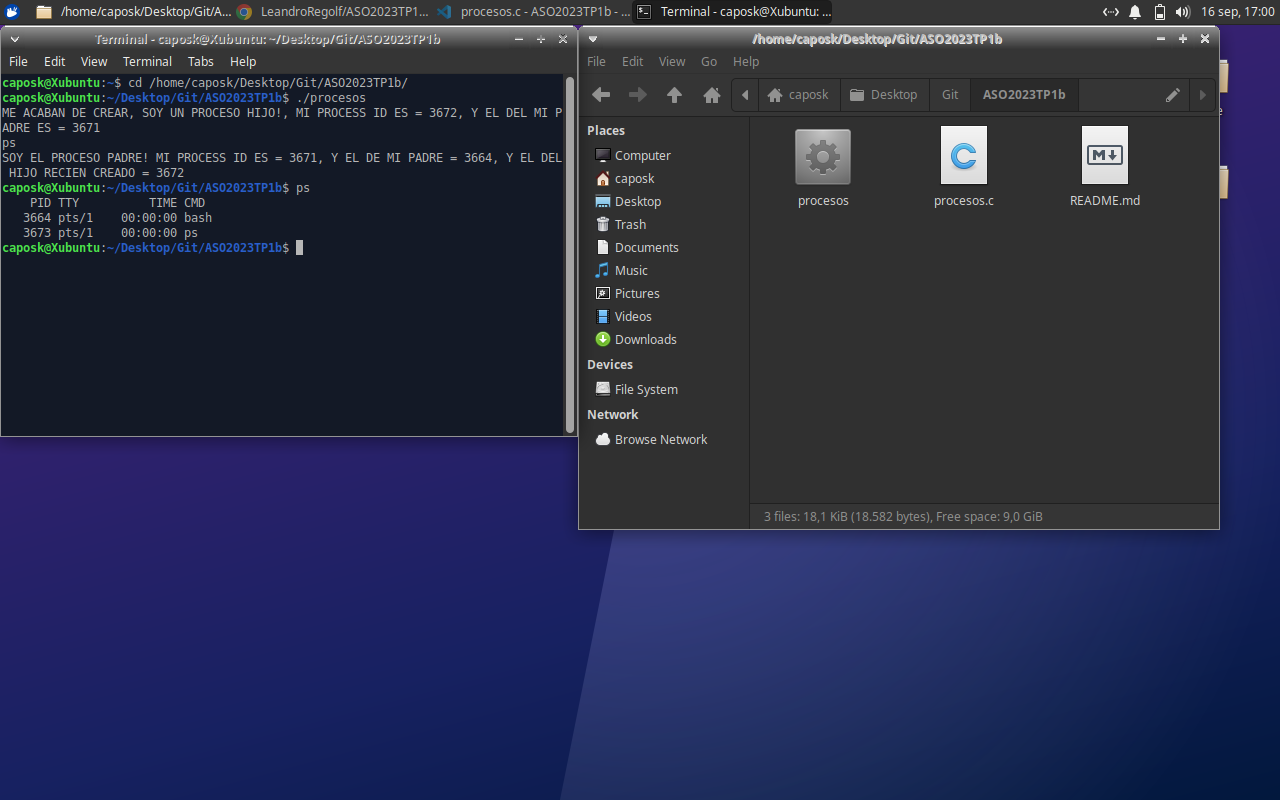 /home/caposk/Desktop/Git/A...
LeandroRegolf/ASO2023TP1...
procesos.c - ASO2023TP1b - ...
Terminal - caposk@Xubuntu: ...
16 sep, 17:00
Terminal - caposk@Xubuntu: ~/Desktop/Git/ASO2023TP1b
File Edit View Terminal Tabs Help
caposk@Xubuntu:~$ cd /home/caposk/Desktop/Git/ASO2023TP1b/
caposk@Xubuntu:~/Desktop/Git/ASO2023TP1b$ ./procesos
ME ACABAN DE CREAR, SOY UN PROCESO HIJO!, MI PROCESS ID ES = 3672, Y EL DEL MI P
ADRE ES = 3671
ps
SOY EL PROCESO PADRE! MI PROCESS ID ES = 3671, Y EL DE MI PADRE = 3664, Y EL DEL
HIJO RECIEN CREADO = 3672
caposk@Xubuntu:~/Desktop/Git/ASO2023TP1b$ ps
PID TTY TIME CMD
3664 pts/1 00:00:00 bash
3673 pts/1 00:00:00 ps
caposk@Xubuntu:~/Desktop/Git/ASO2023TP1b$
/home/caposk/Desktop/Git/ASO2023TP1b
File Edit View Go Help
caposk Desktop Git ASO2023TP1b
Places
Computer
caposk
Desktop
Trash
Documents
Music
Pictures
Videos
Downloads
Devices
File System
Network
Browse Network
procesos
procesos.c
README.md
3 files: 18,1 KiB (18.582 bytes), Free space: 9,0 GiB